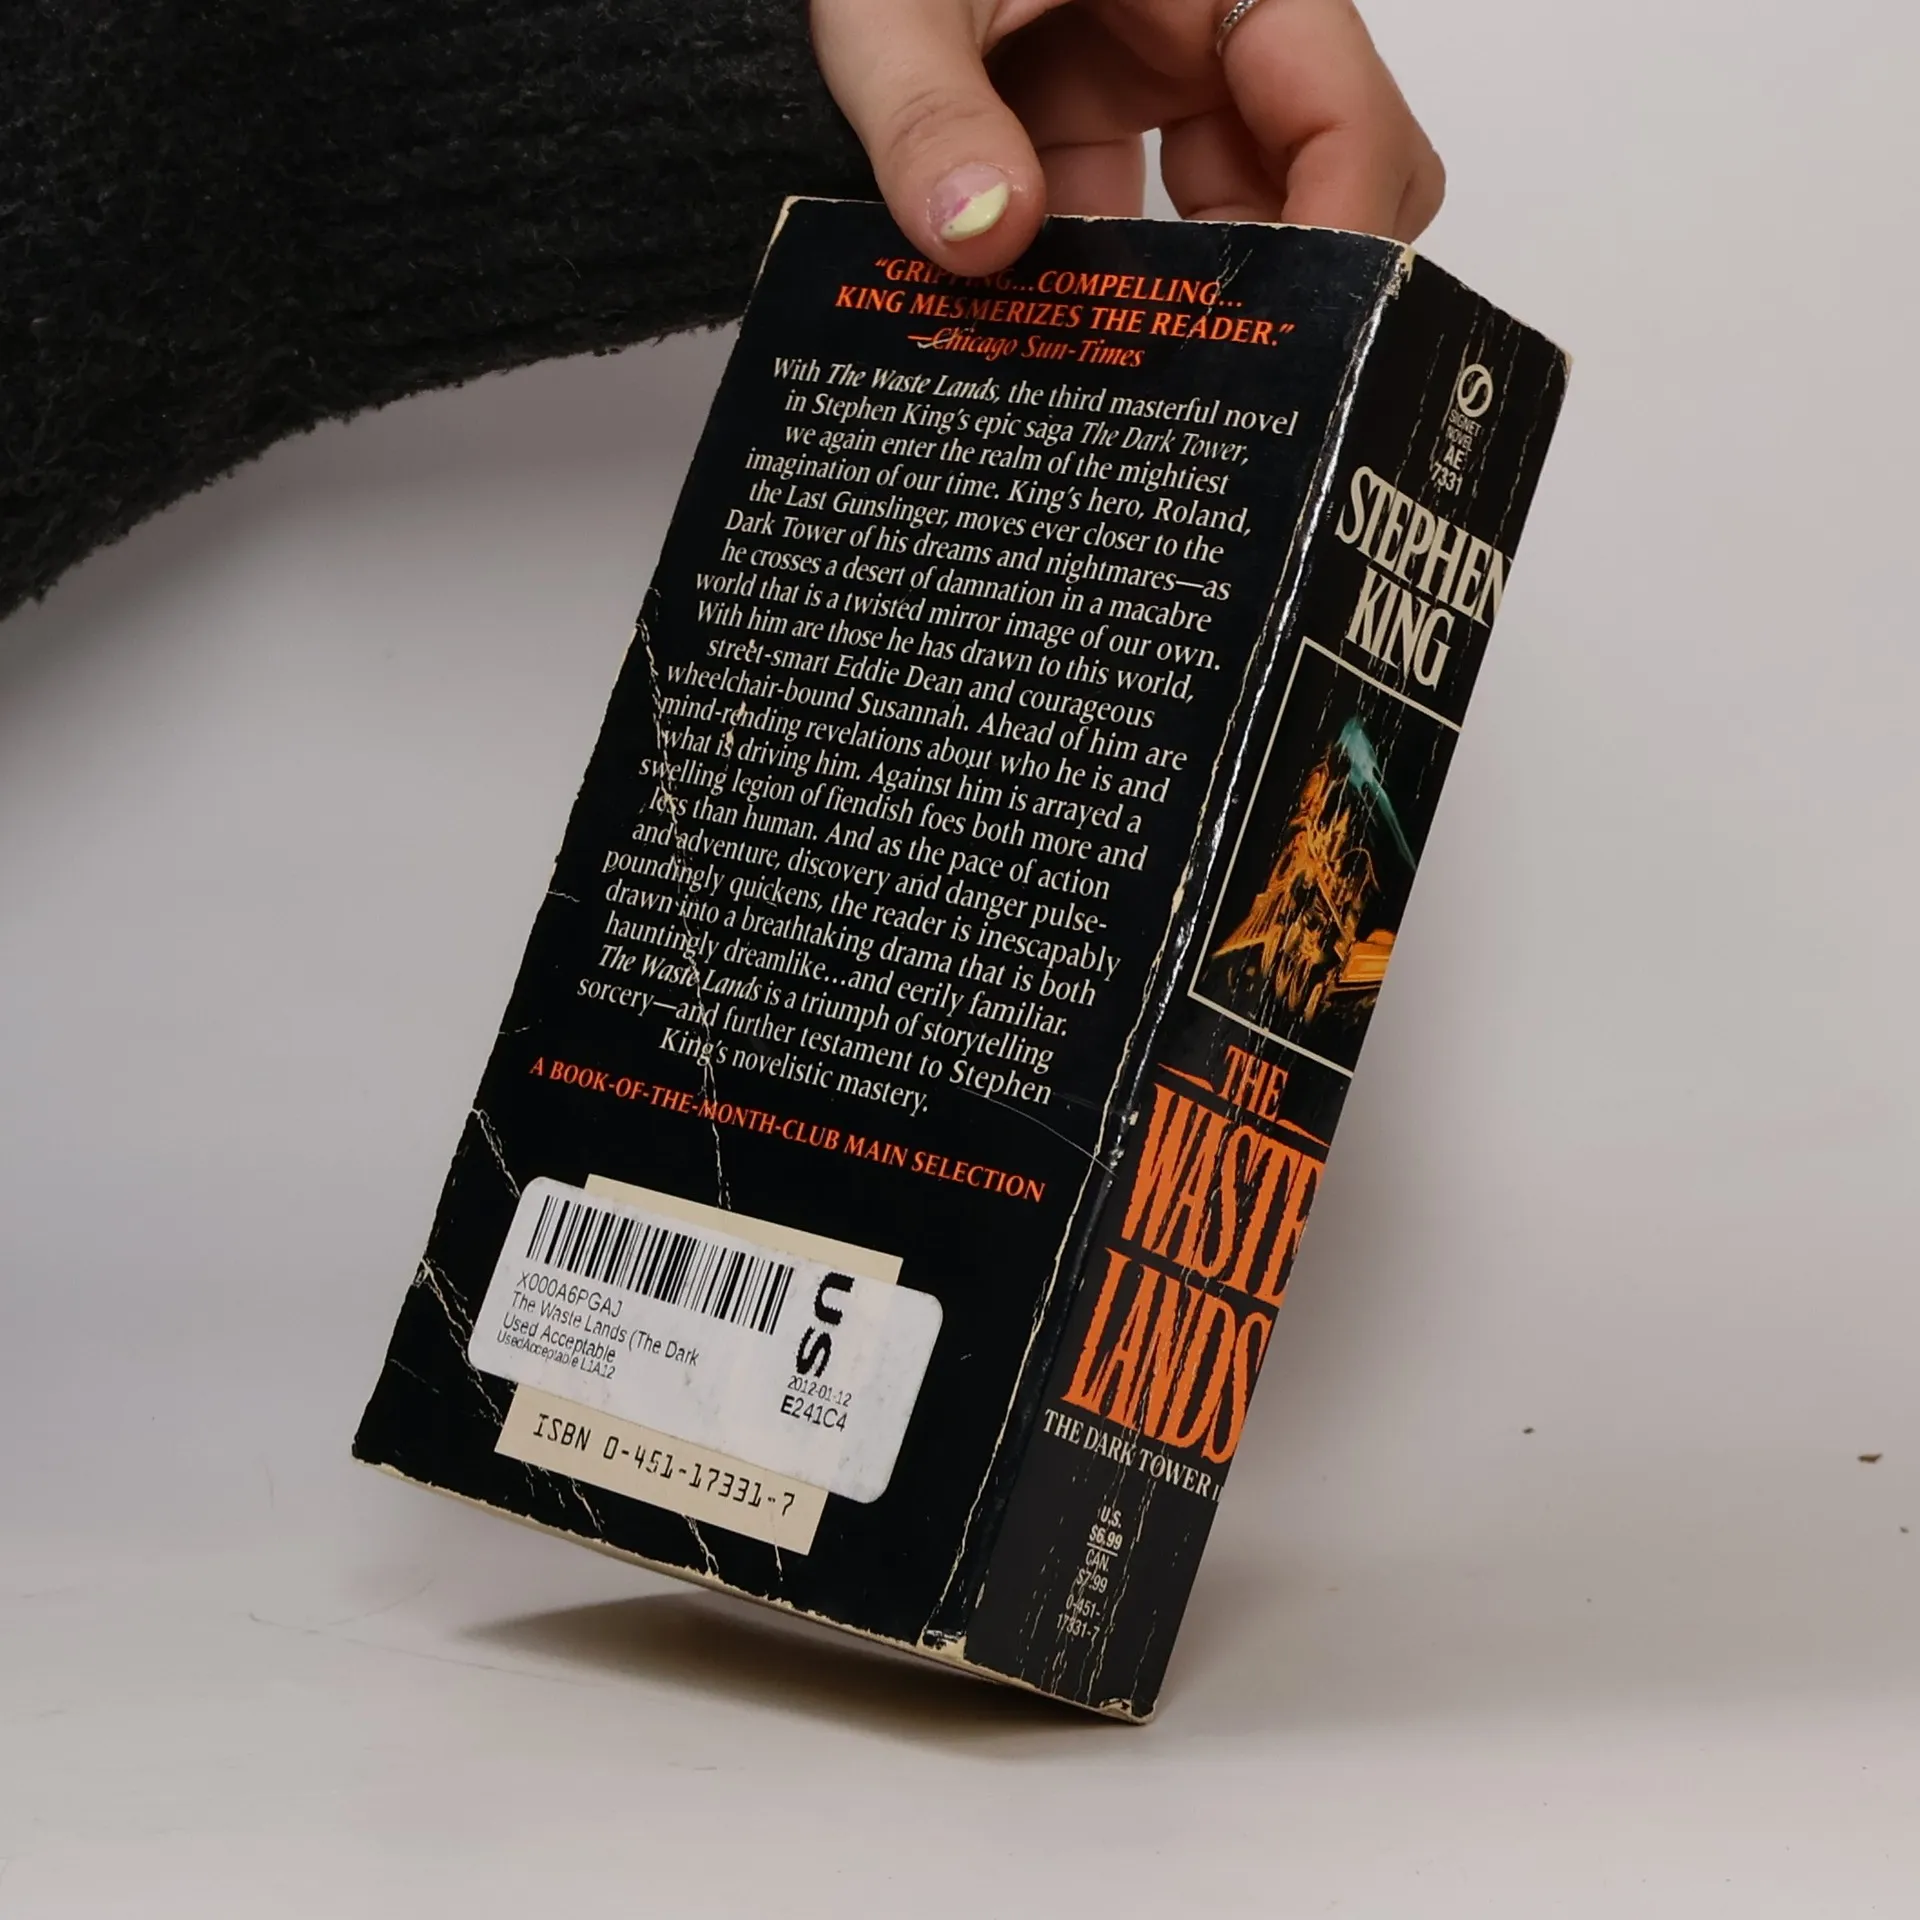 “GRIPPING...COMPELLING...
KING MESMERIZES THE READER.”
—Chicago Sun-Times
With The Waste Lands, the third masterful novel
in Stephen King's epic saga The Dark Tower,
we again enter the realm of the mightiest
imagination of our time. King's hero, Roland,
the Last Gunslinger, moves ever closer to the
Dark Tower of his dreams and nightmares—as
he crosses a desert of damnation in a macabre
world that is a twisted mirror image of our own.
With him are those he has drawn to this world,
street-smart Eddie Dean and courageous
wheelchair-bound Susannah. Ahead of him are
mind-rending revelations about who he is and
what is driving him. Against him is arrayed a
swelling legion of fiendish foes both more and
less than human. And as the pace of action
and adventure, discovery and danger pulse-
poundingly quickens, the reader is inescapably
drawn into a breathtaking drama that is both
hauntingly dreamlike...and eerily familiar.
The Waste Lands is a triumph of storytelling
sorcery—and further testament to Stephen
King's novelistic mastery.
A BOOK-OF-THE-MONTH-CLUB MAIN SELECTION
X000A6PGAJ
The Waste Lands (The Dark
Used Acceptable
UsedAcceptable L1A12
sn
2012-01-12
E241C4
ISBN 0-451-17331-7
SIGNET
NOVEL
AE
7331
STEPHEN
KING
THE
WASTE
LANDS
THE DARK TOWER
U.S.
$6.99
CAN.
$7.99
0-451-
17331-7